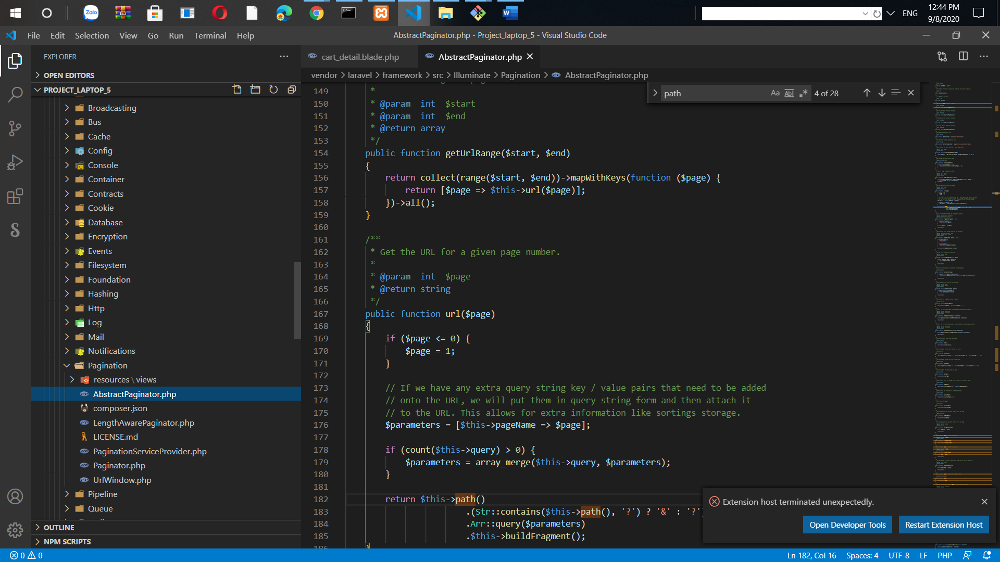 Zalo
ENG
12:44 PM
9/8/2020
File Edit Selection View Go Run Terminal Help
AbstractPaginator.php - Project_laptop_5 - Visual Studio Code
EXPLORER
OPEN EDITORS
PROJECT_LAPTOP_5
Broadcasting
Bus
Cache
Config
Console
Container
Contracts
Cookie
Database
Encryption
Events
Filesystem
Foundation
Hashing
Http
Log
Mail
Notifications
Pagination
resources \ views
AbstractPaginator.php
composer.json
LengthAwarePaginator.php
LICENSE.md
PaginationServiceProvider.php
Paginator.php
UrlWindow.php
Pipeline
Queue
OUTLINE
NPM SCRIPTS
cart_detail.blade.php
AbstractPaginator.php
vendor > laravel > framework > src > Illuminate > Pagination > AbstractPaginator.php
path
Aa Abl .* 4 of 28
149 *
150 * @param int $start
151 * @param int $end
152 * @return array
153 */
154 public function getUrlRange($start, $end)
155 {
156 return collect(range($start, $end))->mapWithKeys(function ($page) {
157 return [$page => $this->url($page)];
158 })->all();
159 }
160
161 /**
162 * Get the URL for a given page number.
163 *
164 * @param int $page
165 * @return string
166 */
167 public function url($page)
168 {
169 if ($page <= 0) {
170 $page = 1;
171 }
172
173 // If we have any extra query string key / value pairs that need to be added
174 // onto the URL, we will put them in query string form and then attach it
175 // to the URL. This allows for extra information like sortings storage.
176 $parameters = [$this->pageName => $page];
177
178 if (count($this->query) > 0) {
179 $parameters = array_merge($this->query, $parameters);
180 }
181
182 return $this->path()
183 .(Str::contains($this->path(), '?') ? '&' : '?')
184 .Arr::query($parameters)
185 .$this->buildFragment();
186 }
Extension host terminated unexpectedly.
Open Developer Tools
Restart Extension Host
0 0
Ln 182, Col 16 Spaces: 4 UTF-8 LF PHP